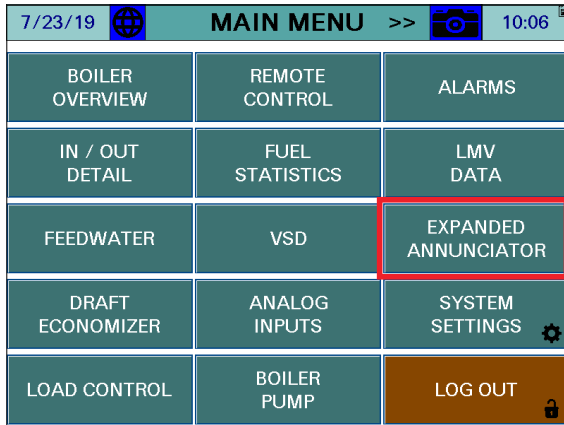 7/23/19 MAIN MENU >> 10:06
BOILER
OVERVIEW
REMOTE
CONTROL
ALARMS
IN / OUT
DETAIL
FUEL
STATISTICS
LMV
DATA
FEEDWATER
VSD
EXPANDED
ANNUNCIATOR
DRAFT
ECONOMIZER
ANALOG
INPUTS
SYSTEM
SETTINGS
LOAD CONTROL
BOILER
PUMP
LOG OUT